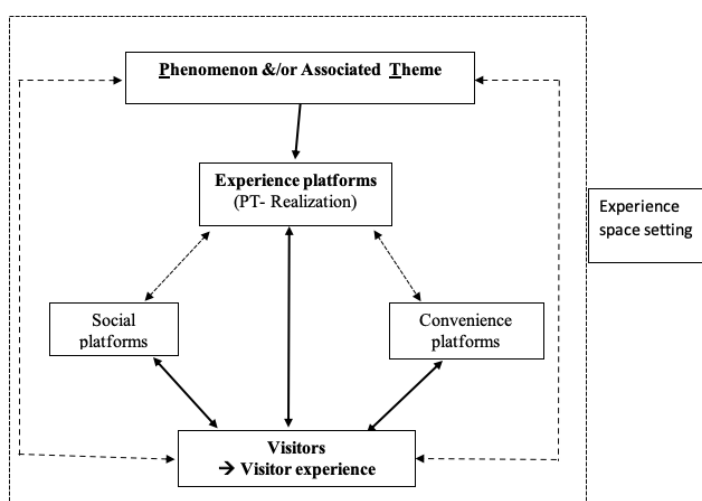 Phenomenon &/or Associated Theme
Experience platforms
(PT- Realization)
Experience
space setting
Social
platforms
Convenience
platforms
Visitors
→ Visitor experience